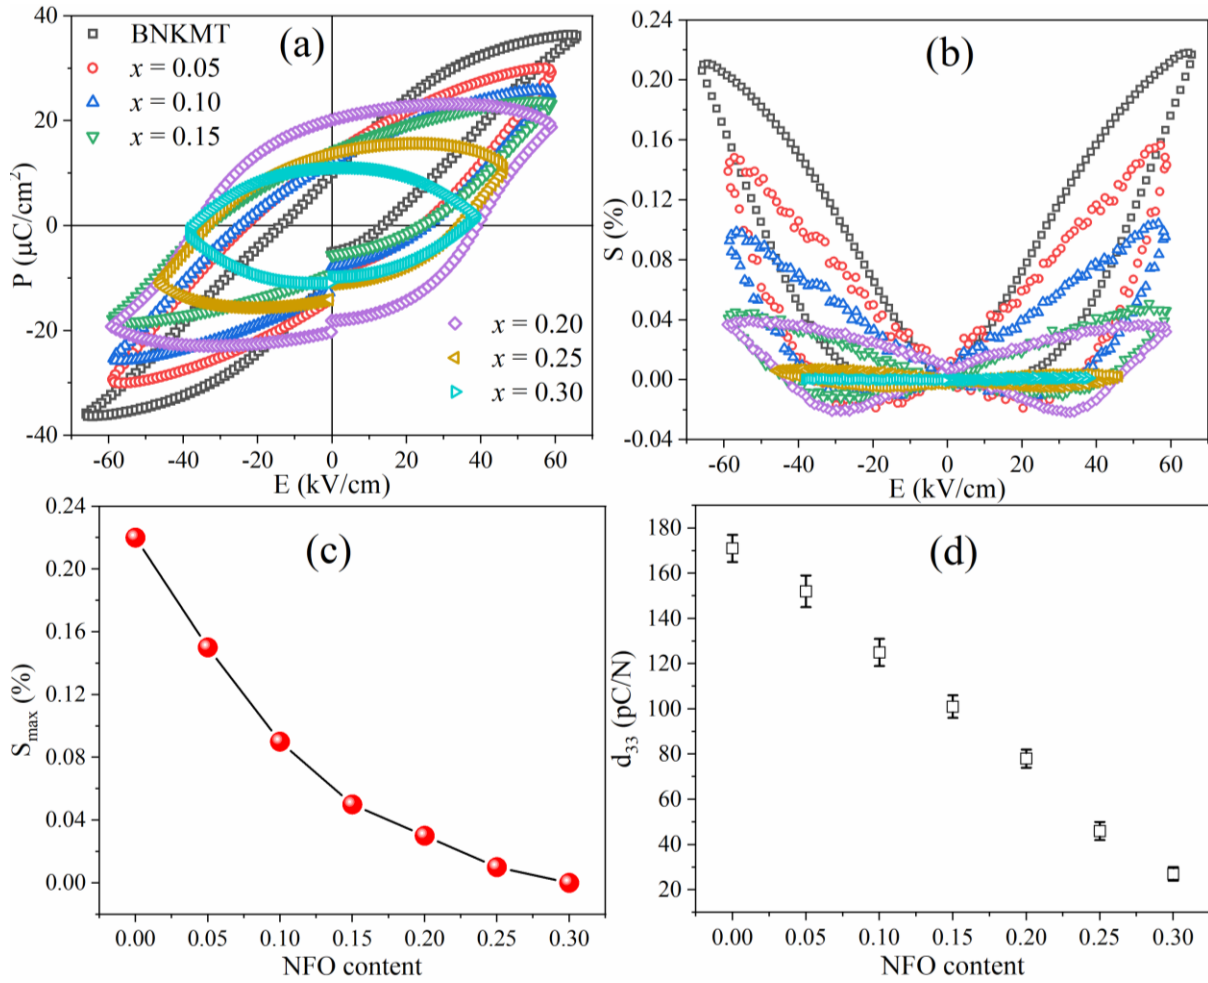 (a)
BNKMT
x = 0.05
x = 0.10
x = 0.15
x = 0.20
x = 0.25
x = 0.30
40
20
0
-20
-40
P (μC/cm²)
-60 -40 -20 0 20 40 60
E (kV/cm)
(b)
0.24
0.20
0.16
0.12
0.08
0.04
0.00
-0.04
S (%)
-60 -40 -20 0 20 40 60
E (kV/cm)
(c)
0.24
0.20
0.16
0.12
0.08
0.04
0.00
Smax (%)
0.00 0.05 0.10 0.15 0.20 0.25 0.30
NFO content
(d)
180
160
140
120
100
80
60
40
20
d33 (pC/N)
0.00 0.05 0.10 0.15 0.20 0.25 0.30
NFO content